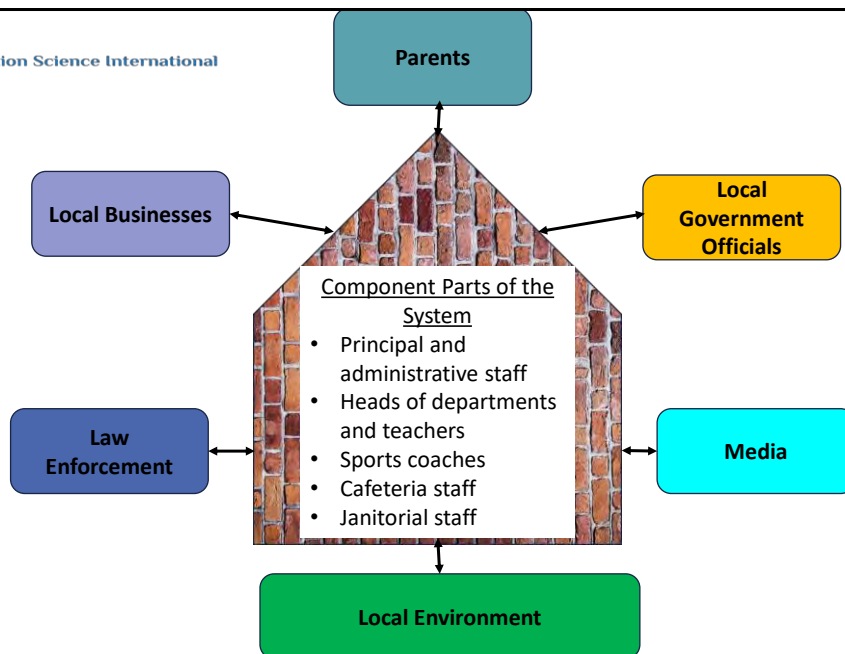 tion Science International
Parents
Local Businesses
Local
Government
Officials
Component Parts of the
System
• Principal and
administrative staff
• Heads of departments
and teachers
• Sports coaches
• Cafeteria staff
• Janitorial staff
Law
Enforcement
Media
Local Environment